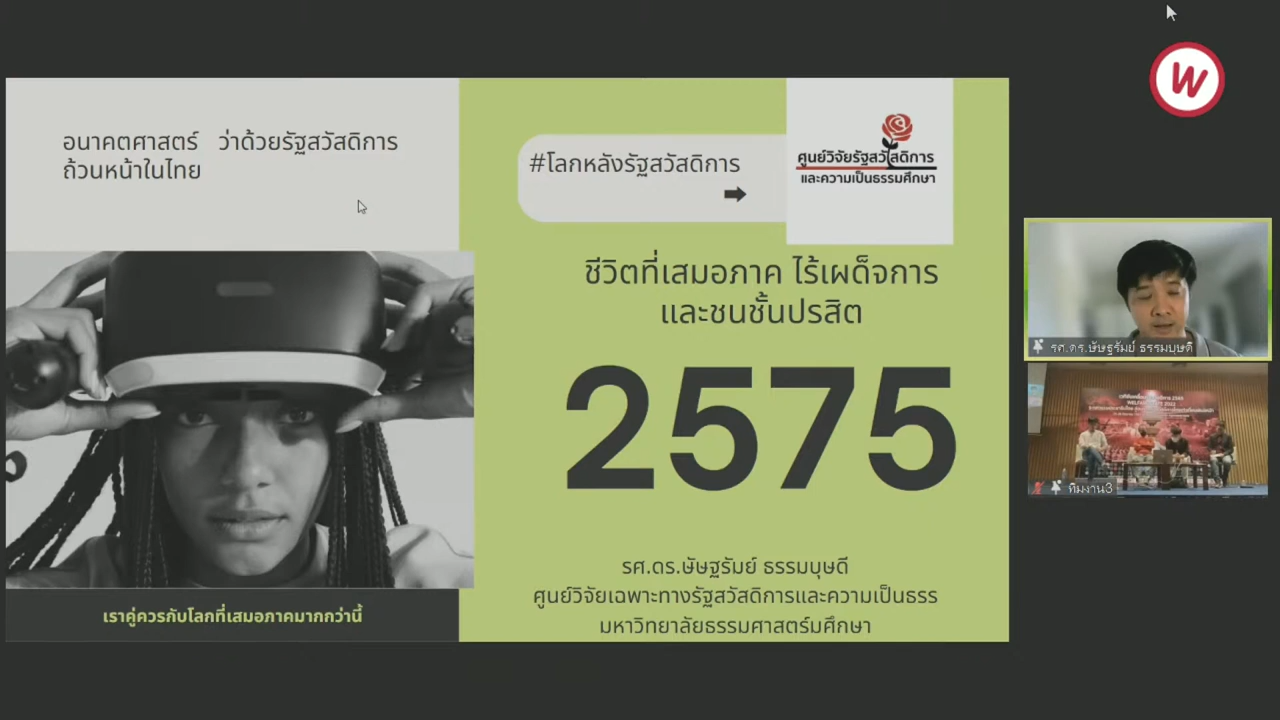 อนาคตศาสตร์ ว่าด้วยรัฐสวัสดิการ
ถ้วนหน้าในไทย
#โลกหลังรัฐสวัสดิการ
ศูนย์วิจัยรัฐสวัสดิการ
และความเป็นธรรมศึกษา
ชีวิตที่เสมอภาค ไร้เผด็จการ
และชนชั้นปรสิต
2575
รศ.ดร.ษัษฐรัมย์ ธรรมบุษดี
ศูนย์วิจัยเฉพาะทางรัฐสวัสดิการและความเป็นธรร
มหาวิทยาลัยธรรมศาสตร์มศึกษา
เราคู่ควรกับโลกที่เสมอภาคมากกว่านี้
W
รศ.ดร.ษัษฐรัมย์ ธรรมบุษดี
ทีมงาน3